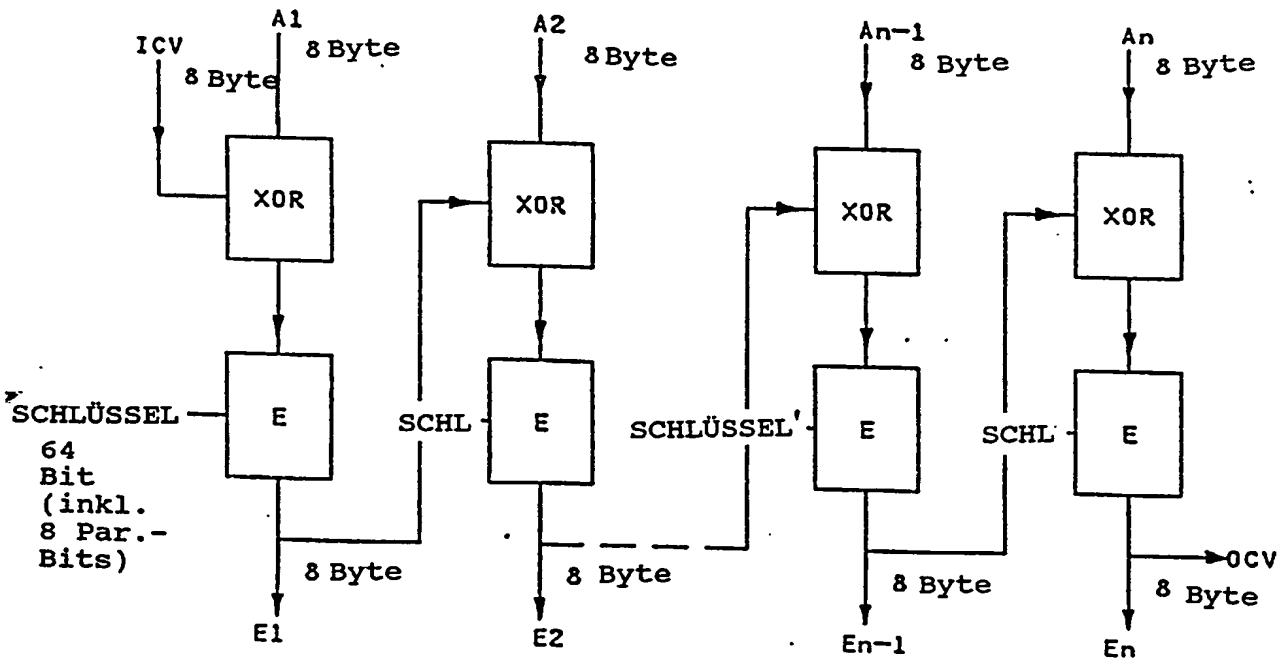 A1
A2
An-1
An
ICV
8 Byte
8 Byte
8 Byte
8 Byte
8 Byte
XOR
XOR
XOR
XOR
SCHLÜSSEL
E
SCHL
E
SCHLÜSSEL'
E
SCHL
E
64
Bit
(inkl.
8 Par.-
Bits)
8 Byte
8 Byte
8 Byte
8 Byte
OCV
E1
E2
En-1
En